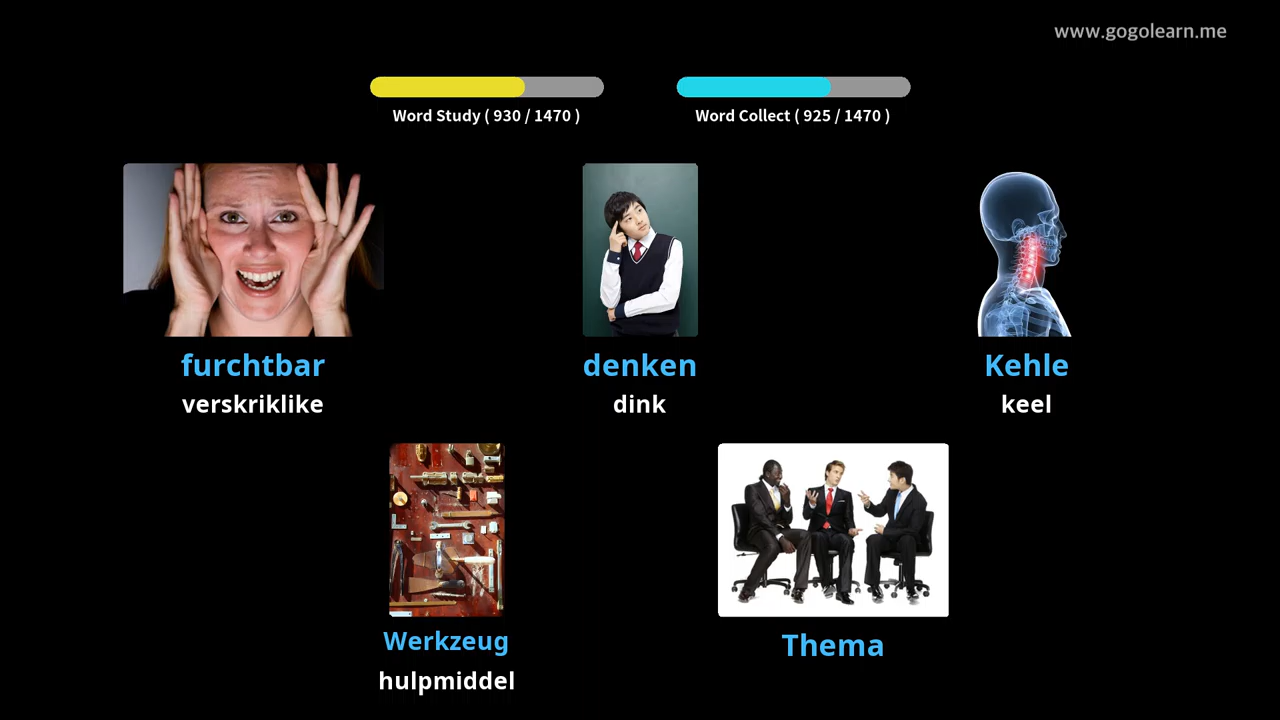 www.gogolearn.me
Word Study ( 930 / 1470 )
Word Collect ( 925 / 1470 )
furchtbar
verskriklike
denken
dink
Kehle
keel
Werkzeug
hulpmiddel
Thema